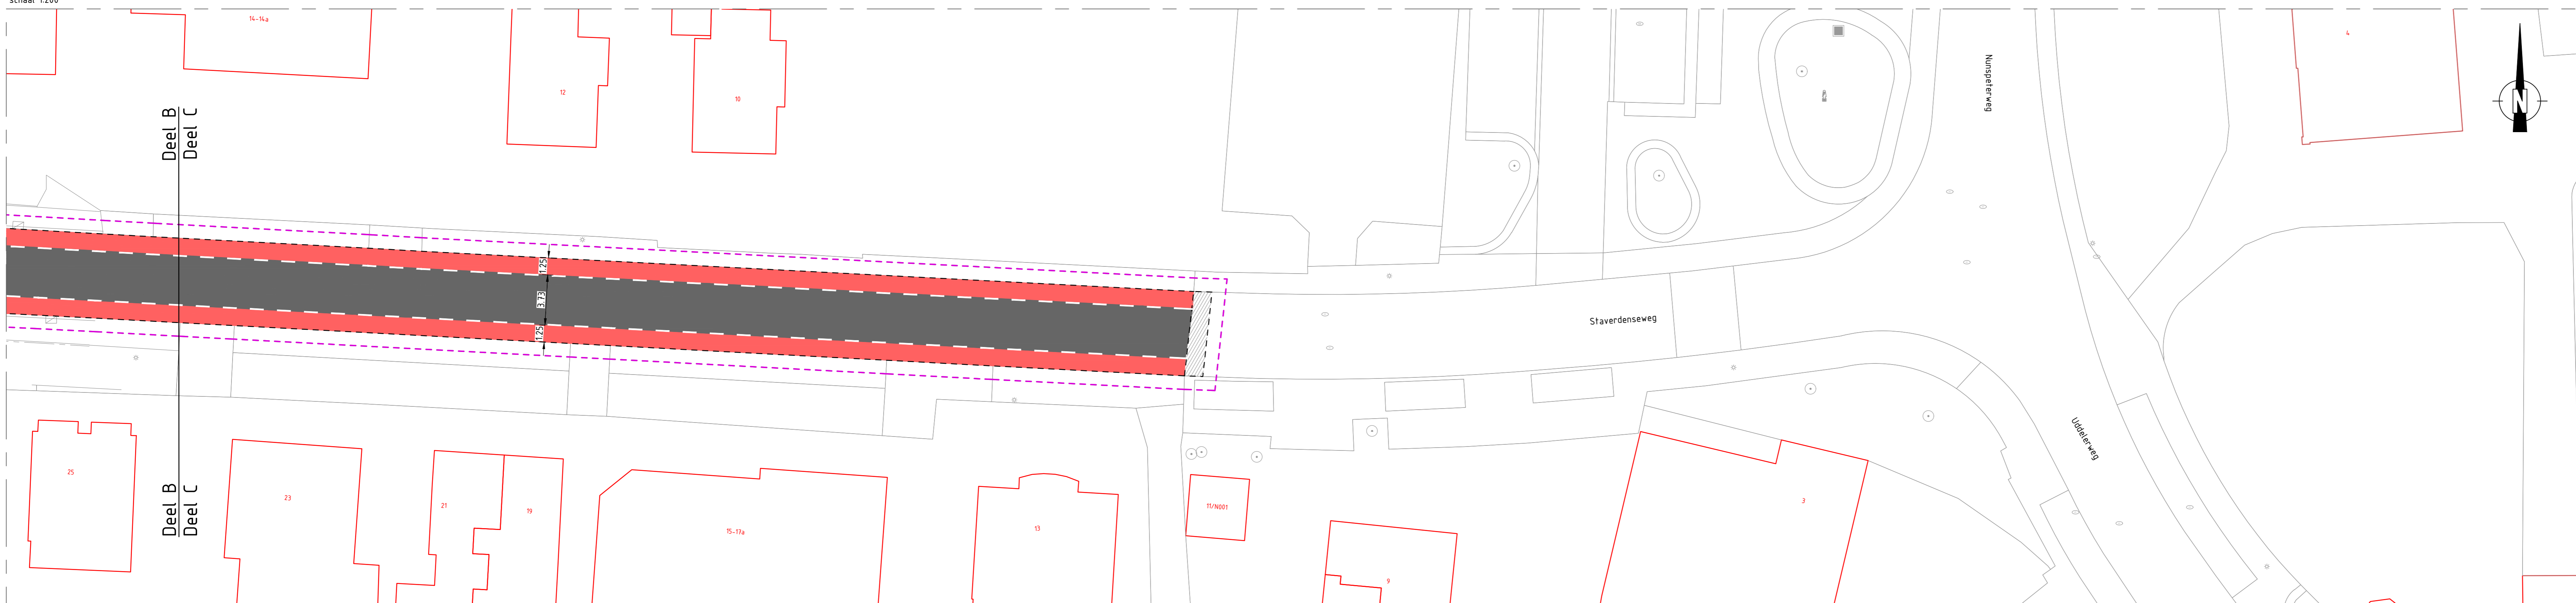 schaal 1:200
14-14a
12
10
4
Nunspeterweg
N
Deel B
Deel C
1.25
3.73
1.25
Staverdenseweg
Uddelerweg
25
23
21
19
15-17a
13
11/N001
9
3
Deel B
Deel C